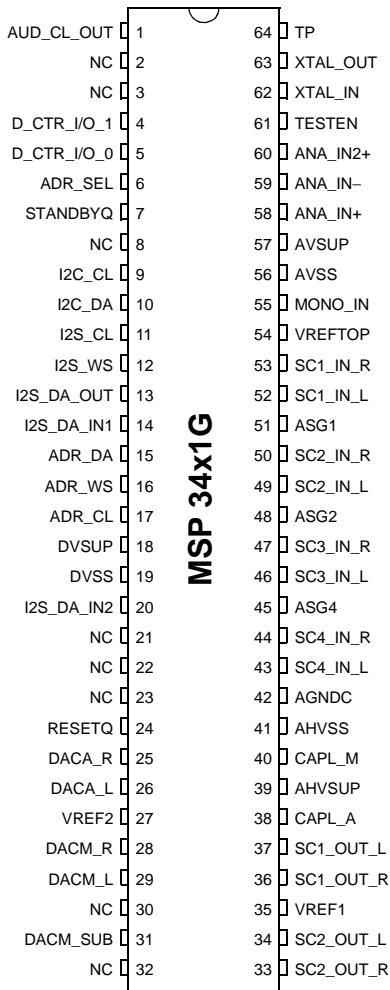 AUD_CL_OUT 1 64 TP
NC 2 63 XTAL_OUT
NC 3 62 XTAL_IN
D_CTR_I/O_1 4 61 TESTEN
D_CTR_I/O_0 5 60 ANA_IN2+
ADR_SEL 6 59 ANA_IN−
STANDBYQ 7 58 ANA_IN+
NC 8 57 AVSUP
I2C_CL 9 56 AVSS
I2C_DA 10 55 MONO_IN
I2S_CL 11 54 VREFTOP
I2S_WS 12 53 SC1_IN_R
I2S_DA_OUT 13 52 SC1_IN_L
I2S_DA_IN1 14 51 ASG1
ADR_DA 15 50 SC2_IN_R
ADR_WS 16 49 SC2_IN_L
ADR_CL 17 48 ASG2
DVSUP 18 47 SC3_IN_R
DVSS 19 46 SC3_IN_L
I2S_DA_IN2 20 45 ASG4
NC 21 44 SC4_IN_R
NC 22 43 SC4_IN_L
NC 23 42 AGNDC
RESETQ 24 41 AHVSS
DACA_R 25 40 CAPL_M
DACA_L 26 39 AHVSUP
VREF2 27 38 CAPL_A
DACM_R 28 37 SC1_OUT_L
DACM_L 29 36 SC1_OUT_R
NC 30 35 VREF1
DACM_SUB 31 34 SC2_OUT_L
NC 32 33 SC2_OUT_R
MSP 34x1G